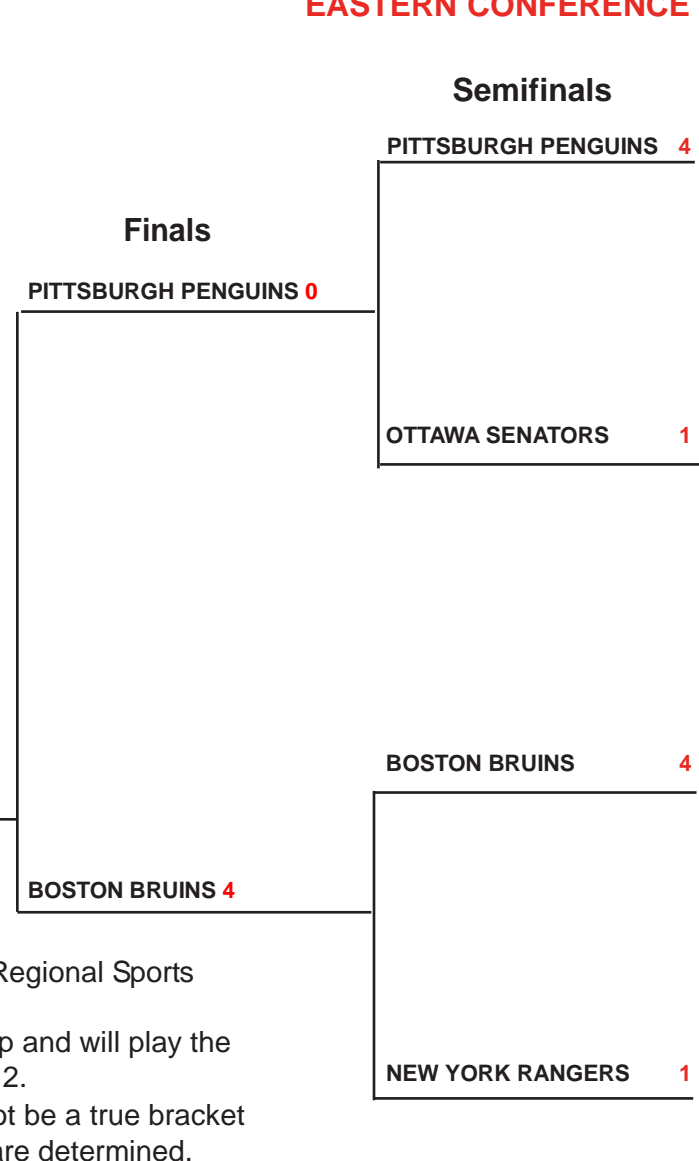 EASTERN CONFERENCE
Semifinals
PITTSBURGH PENGUINS 4
Finals
PITTSBURGH PENGUINS 0
OTTAWA SENATORS 1
BOSTON BRUINS 4
BOSTON BRUINS 4
Regional Sports
p and will play the
2.
NEW YORK RANGERS 1
ot be a true bracket
are determined.